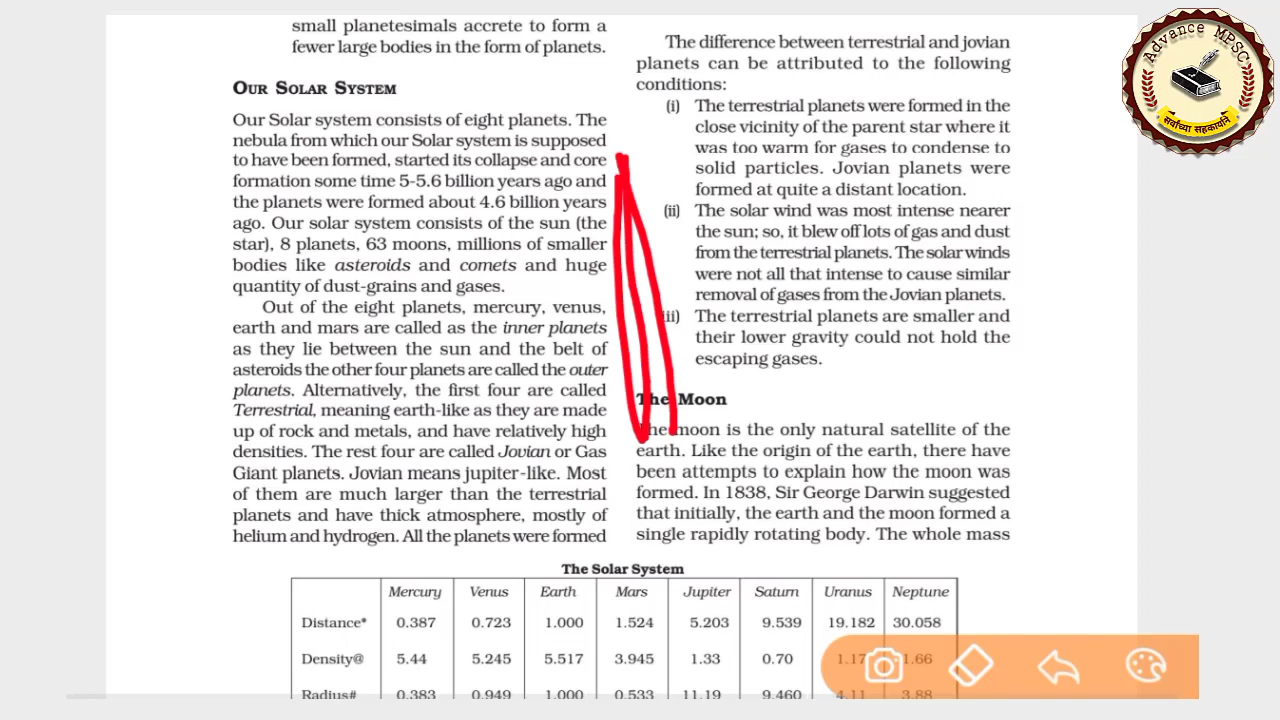 small planetesimals accrete to form a
fewer large bodies in the form of planets.
OUR SOLAR SYSTEM
Our Solar system consists of eight planets. The
nebula from which our Solar system is supposed
to have been formed, started its collapse and core
formation some time 5-5.6 billion years ago and
the planets were formed about 4.6 billion years
ago. Our solar system consists of the sun (the
star), 8 planets, 63 moons, millions of smaller
bodies like asteroids and comets and huge
quantity of dust-grains and gases.
Out of the eight planets, mercury, venus,
earth and mars are called as the inner planets
as they lie between the sun and the belt of
asteroids the other four planets are called the outer
planets. Alternatively, the first four are called
Terrestrial, meaning earth-like as they are made
up of rock and metals, and have relatively high
densities. The rest four are called Jovian or Gas
Giant planets. Jovian means jupiter-like. Most
of them are much larger than the terrestrial
planets and have thick atmosphere, mostly of
helium and hydrogen. All the planets were formed
The difference between terrestrial and jovian
planets can be attributed to the following
conditions:
(i) The terrestrial planets were formed in the
close vicinity of the parent star where it
was too warm for gases to condense to
solid particles. Jovian planets were
formed at quite a distant location.
(ii) The solar wind was most intense nearer
the sun; so, it blew off lots of gas and dust
from the terrestrial planets. The solar winds
were not all that intense to cause similar
removal of gases from the Jovian planets.
iii) The terrestrial planets are smaller and
their lower gravity could not hold the
escaping gases.
The Moon
The moon is the only natural satellite of the
earth. Like the origin of the earth, there have
been attempts to explain how the moon was
formed. In 1838, Sir George Darwin suggested
that initially, the earth and the moon formed a
single rapidly rotating body. The whole mass
The Solar System
Mercury Venus Earth Mars Jupiter Saturn Uranus Neptune
Distance* 0.387 0.723 1.000 1.524 5.203 9.539 19.182 30.058
Density@ 5.44 5.245 5.517 3.945 1.33 0.70 1.17 1.66
Radius# 0.383 0.949 1.000 0.533 11.19 9.460 4.11 3.88
Advance MPSC
सर्वांच्या सहकार्याने